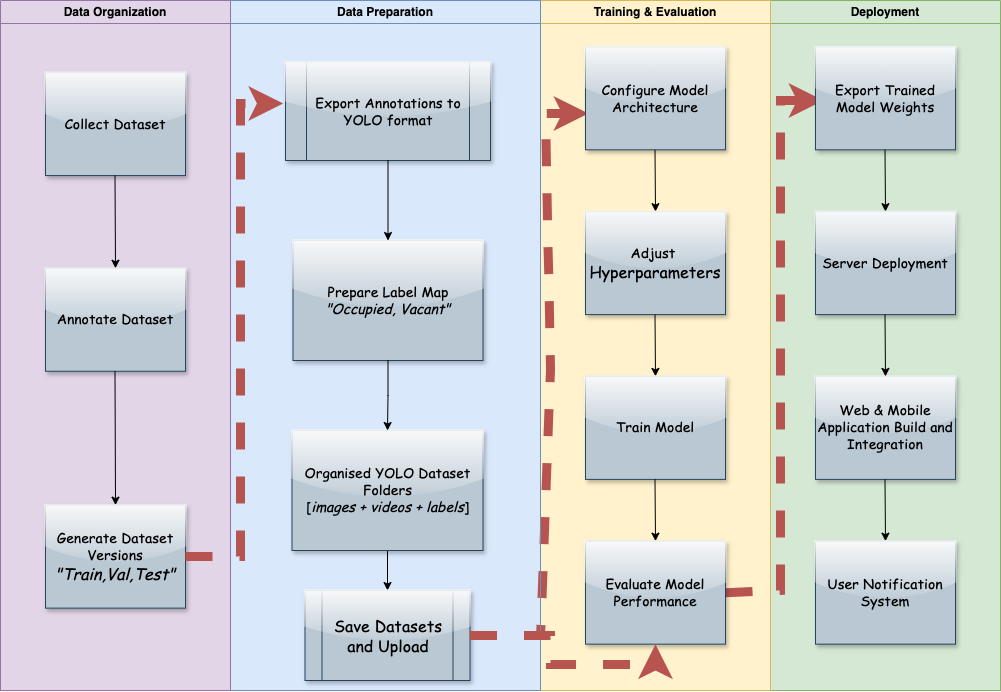 Data Organization
Collect Dataset
Annotate Dataset
Generate Dataset
Versions
"Train,Val,Test"
Data Preparation
Export Annotations to
YOLO format
Prepare Label Map
"Occupied, Vacant"
Organised YOLO Dataset
Folders
[images + videos + labels]
Save Datasets
and Upload
Training & Evaluation
Configure Model
Architecture
Adjust
Hyperparameters
Train Model
Evaluate Model
Performance
Deployment
Export Trained
Model Weights
Server Deployment
Web & Mobile
Application Build and
Integration
User Notification
System